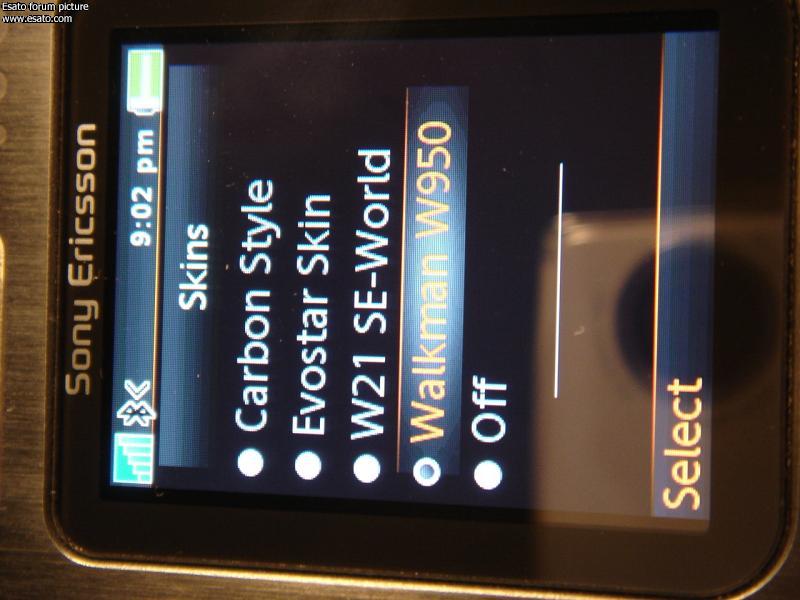 Esato forum picture
www.esato.com
Sony Ericsson
9:02 pm
Skins
Carbon Style
Evostar Skin
W21 SE-World
Walkman W950
Off
Select